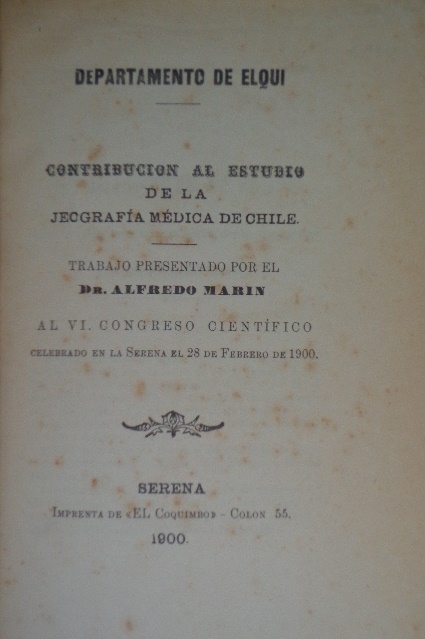 DEPARTAMENTO DE ELQUI
CONTRIBUCION AL ESTUDIO
DE LA
JEOGRAFÍA MÉDICA DE CHILE.
TRABAJO PRESENTADO POR EL
DR. ALFREDO MARIN
AL VI. CONGRESO CIENTÍFICO
CELEBRADO EN LA SERENA EL 28 DE FEBRERO DE 1900.
SERENA
IMPRENTA DE «EL COQUIMBO» - COLON 55.
1900.